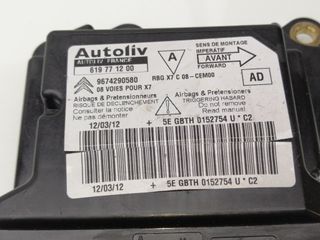 Autoliv
AUTOLIV FRANCE
619 77 12 00
9674290580
08 VOIES POUR X7
RBG X7 C 08 - CEM00
A
SENS DE MONTAGE
IMPERATIF
AVANT
FORWARD
AD
Airbags & Pretensionneurs
RISQUE DE DECLENCHEMENT
Consulter la notice
Ne pas démonter
Airbags & Pretensioners
TRIGGERING HAZARD
Do not remove
Read manual
12/03/12 + 5E GBTH 0152754 U * C2
12/03/12 + 5E GBTH 0152754 U * C2